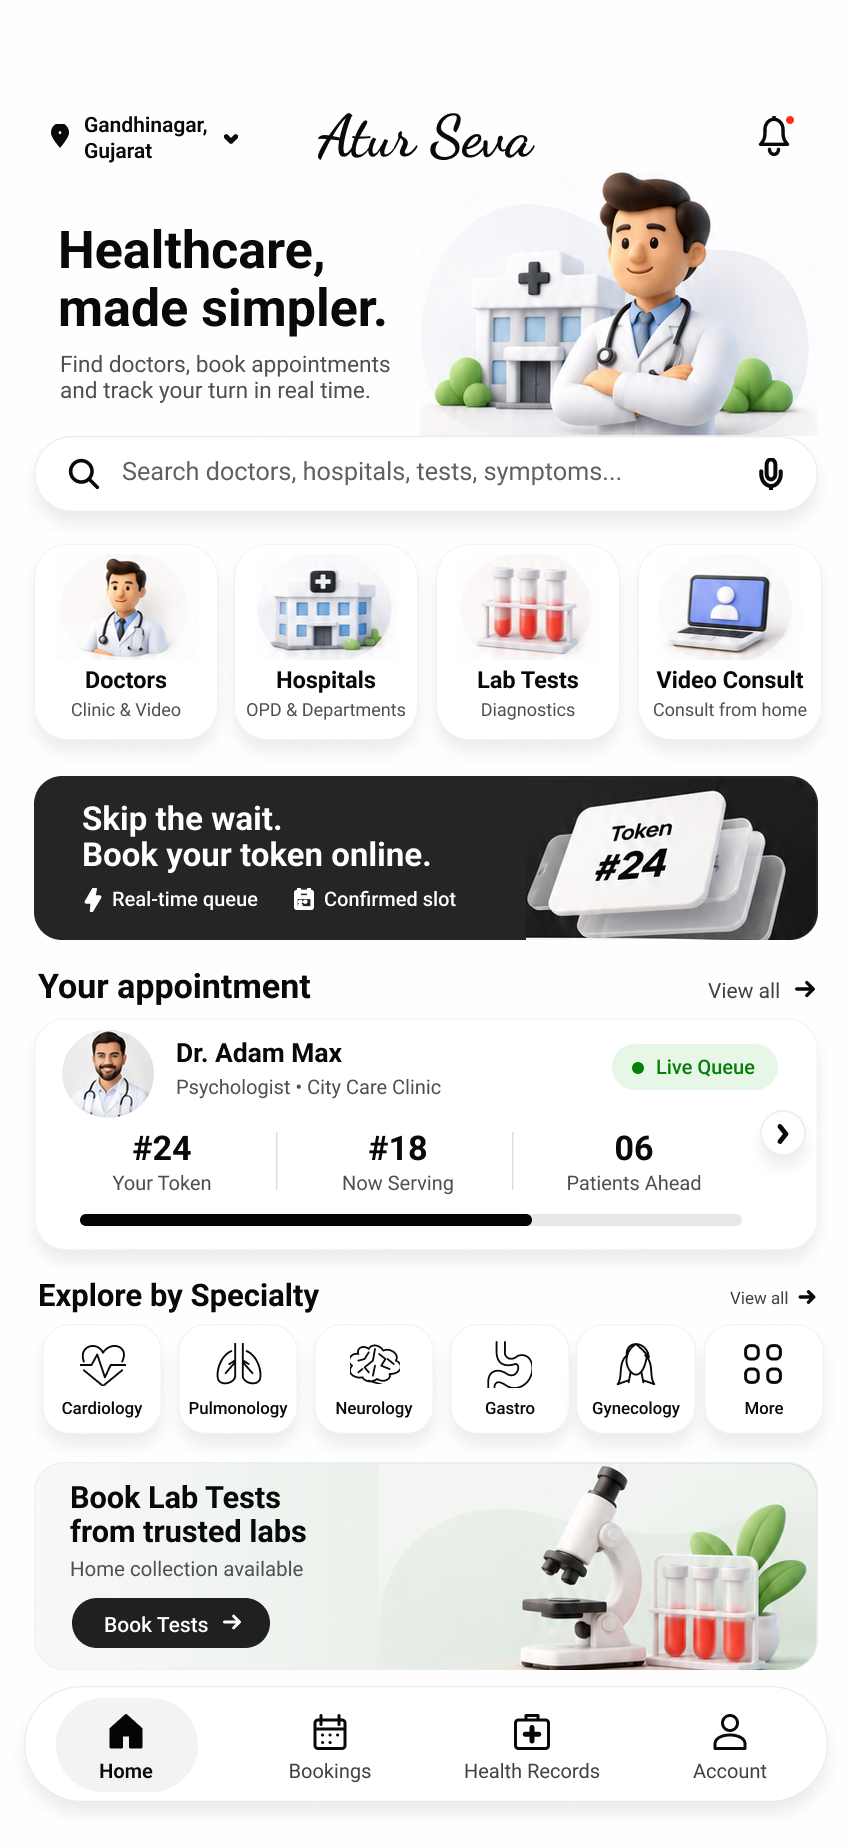 Gandhinagar,
Gujarat
Atur Seva
Healthcare,
made simpler.
Find doctors, book appointments
and track your turn in real time.
Search doctors, hospitals, tests, symptoms...
Doctors
Clinic & Video
Hospitals
OPD & Departments
Lab Tests
Diagnostics
Video Consult
Consult from home
Skip the wait.
Book your token online.
Real-time queue
Confirmed slot
Token
#24
Your appointment
View all
Dr. Adam Max
Psychologist • City Care Clinic
Live Queue
#24
Your Token
#18
Now Serving
06
Patients Ahead
Explore by Specialty
View all
Cardiology
Pulmonology
Neurology
Gastro
Gynecology
More
Book Lab Tests
from trusted labs
Home collection available
Book Tests
Home
Bookings
Health Records
Account